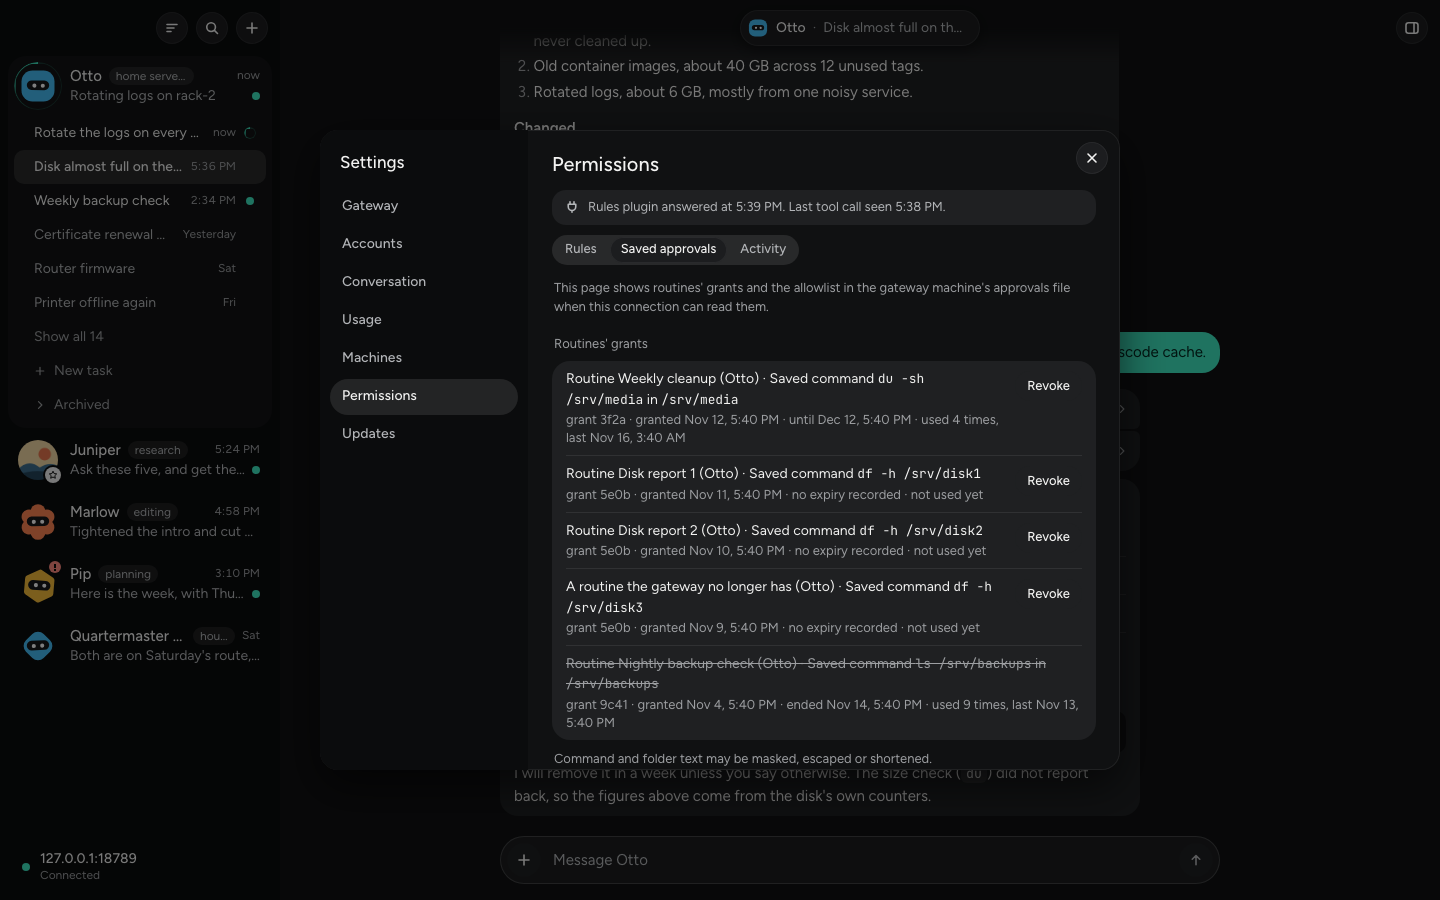 Otto
home serve...
now
Rotating logs on rack-2
Rotate the logs on every ...
now
Disk almost full on the...
5:36 PM
Weekly backup check
2:34 PM
Certificate renewal ...
Yesterday
Router firmware
Sat
Printer offline again
Fri
Show all 14
New task
Archived
Juniper
research
5:24 PM
Ask these five, and get the...
Marlow
editing
4:58 PM
Tightened the intro and cut ...
Pip
planning
3:10 PM
Here is the week, with Thu...
Quartermaster ...
hou...
Sat
Both are on Saturday's route,...
127.0.0.1:18789
Connected
Otto · Disk almost full on th...
never cleaned up.
2. Old container images, about 40 GB across 12 unused tags.
3. Rotated logs, about 6 GB, mostly from one noisy service.
Changed
scode cache.
Settings
Gateway
Accounts
Conversation
Usage
Machines
Permissions
Updates
Permissions
Rules plugin answered at 5:39 PM. Last tool call seen 5:38 PM.
Rules
Saved approvals
Activity
This page shows routines' grants and the allowlist in the gateway machine's approvals file
when this connection can read them.
Routines' grants
Routine Weekly cleanup (Otto) · Saved command du -sh
/srv/media in /srv/media
grant 3f2a · granted Nov 12, 5:40 PM · until Dec 12, 5:40 PM · used 4 times,
last Nov 16, 3:40 AM
Revoke
Routine Disk report 1 (Otto) · Saved command df -h /srv/disk1
grant 5e0b · granted Nov 11, 5:40 PM · no expiry recorded · not used yet
Revoke
Routine Disk report 2 (Otto) · Saved command df -h /srv/disk2
grant 5e0b · granted Nov 10, 5:40 PM · no expiry recorded · not used yet
Revoke
A routine the gateway no longer has (Otto) · Saved command df -h
/srv/disk3
grant 5e0b · granted Nov 9, 5:40 PM · no expiry recorded · not used yet
Revoke
Routine Nightly backup check (Otto) · Saved command ls /srv/backups in
/srv/backups
grant 9c41 · granted Nov 4, 5:40 PM · ended Nov 14, 5:40 PM · used 9 times, last Nov 13,
5:40 PM
Command and folder text may be masked, escaped or shortened.
I will remove it in a week unless you say otherwise. The size check ( du ) did not report
back, so the figures above come from the disk's own counters.
Message Otto